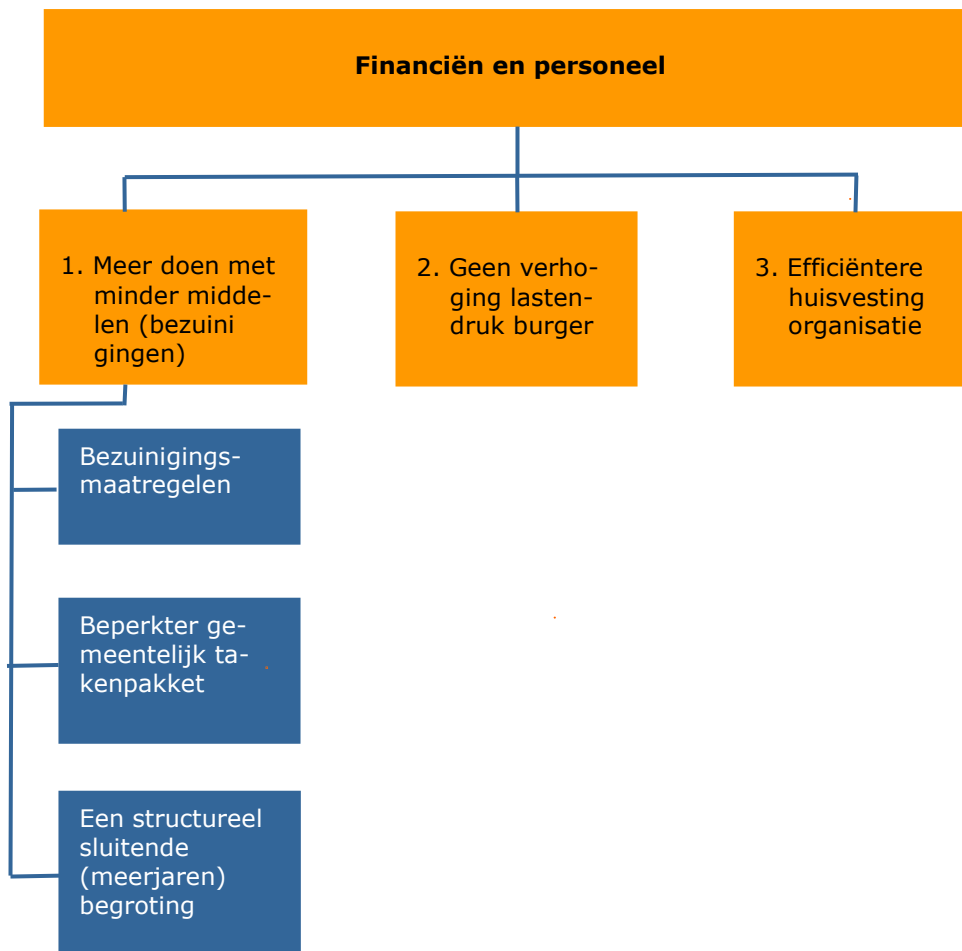 Financiën en personeel
1. Meer doen met
minder midde-
len (bezuini
gingen)
2. Geen verho-
ging lasten-
druk burger
3. Efficiëntere
huisvesting
organisatie
Bezuinigings-
maatregelen
Beperkter ge-
meentelijk ta-
kenpakket
Een structureel
sluitende
(meerjaren)
begroting